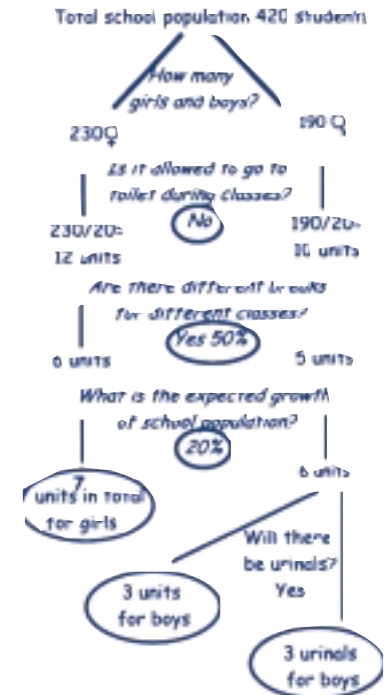 Total school population 420 students
How many
girls and boys?
230♀
190
Is it allowed to go to
toilet during classes?
No
230/20=
190/20=
12 units
10 units
Are there different breaks
for different classes?
Yes 50%
6 units
5 units
What is the expected growth
of school population?
20%
6 units
7
units in total
for girls
Will there
be urinals?
Yes
3 units
for boys
3 urinals
for boys